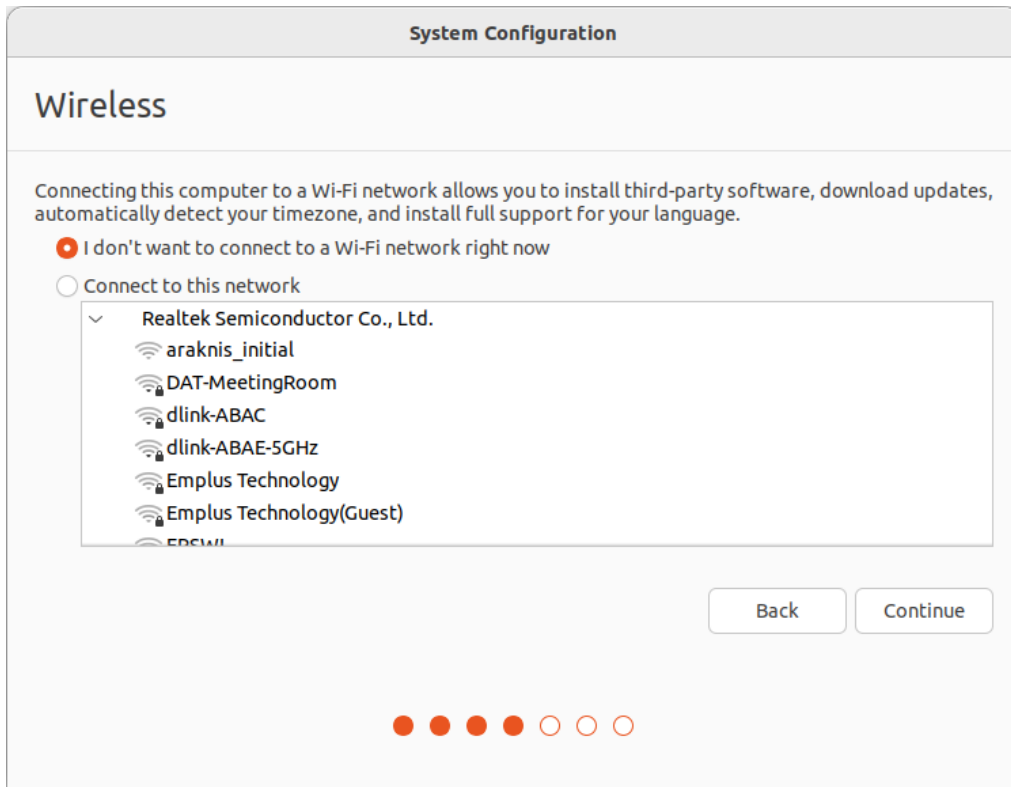 System Configuration
Wireless
Connecting this computer to a Wi-Fi network allows you to install third-party software, download updates,
automatically detect your timezone, and install full support for your language.
I don't want to connect to a Wi-Fi network right now
Connect to this network
Realtek Semiconductor Co., Ltd.
araknis_initial
DAT-MeetingRoom
dlink-ABAC
dlink-ABAE-5GHz
Emplus Technology
Emplus Technology(Guest)
Back
Continue